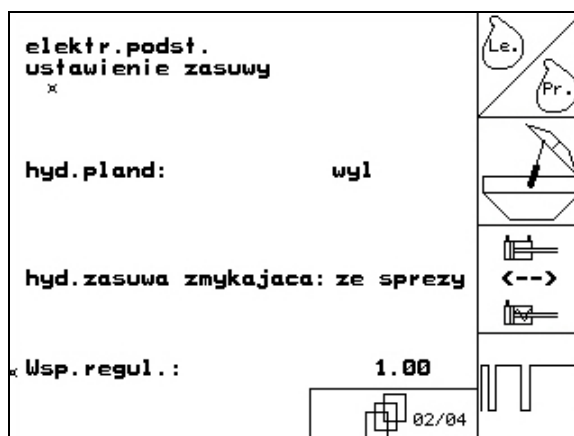 elektr.podst.
ustawienie zasuwy
hyd.pland: wyl
hyd.zasuwa zmykajaca: ze sprezy
Wsp.regul.: 1.00
02/04
Le.
Pr.
<-->